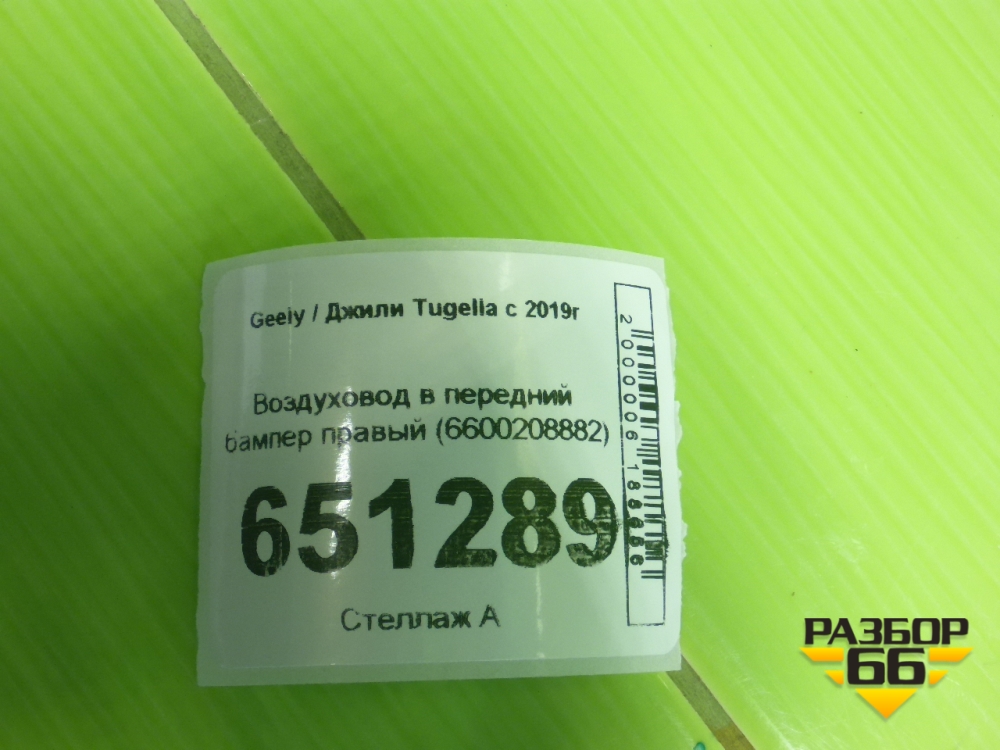 Geely / Джили Tugella с 2019г
Воздуховод в передний
бампер правый (6600208882)
651289
Стеллаж А
РАЗБОР
66